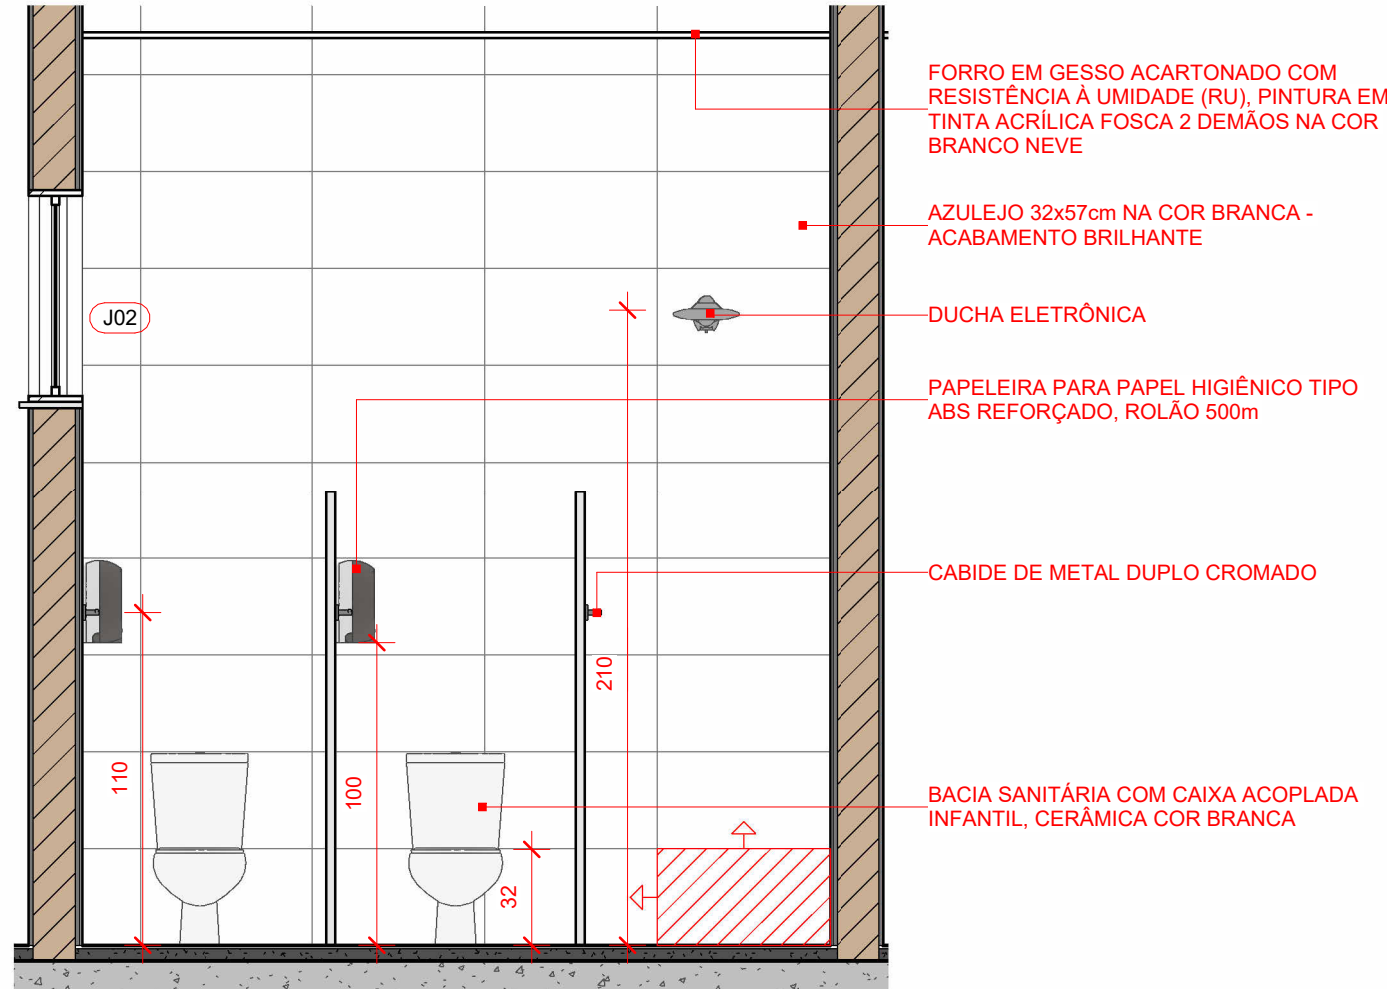 FORRO EM GESSO ACARTONADO COM
RESISTÊNCIA À UMIDADE (RU), PINTURA EM
TINTA ACRÍLICA FOSCA 2 DEMÃOS NA COR
BRANCO NEVE
AZULEJO 32x57cm NA COR BRANCA -
ACABAMENTO BRILHANTE
J02
DUCHA ELETRÔNICA
PAPELEIRA PARA PAPEL HIGIÊNICO TIPO
ABS REFORÇADO, ROLÃO 500m
CABIDE DE METAL DUPLO CROMADO
210
110
100
BACIA SANITÁRIA COM CAIXA ACOPLADA
INFANTIL, CERÂMICA COR BRANCA
32